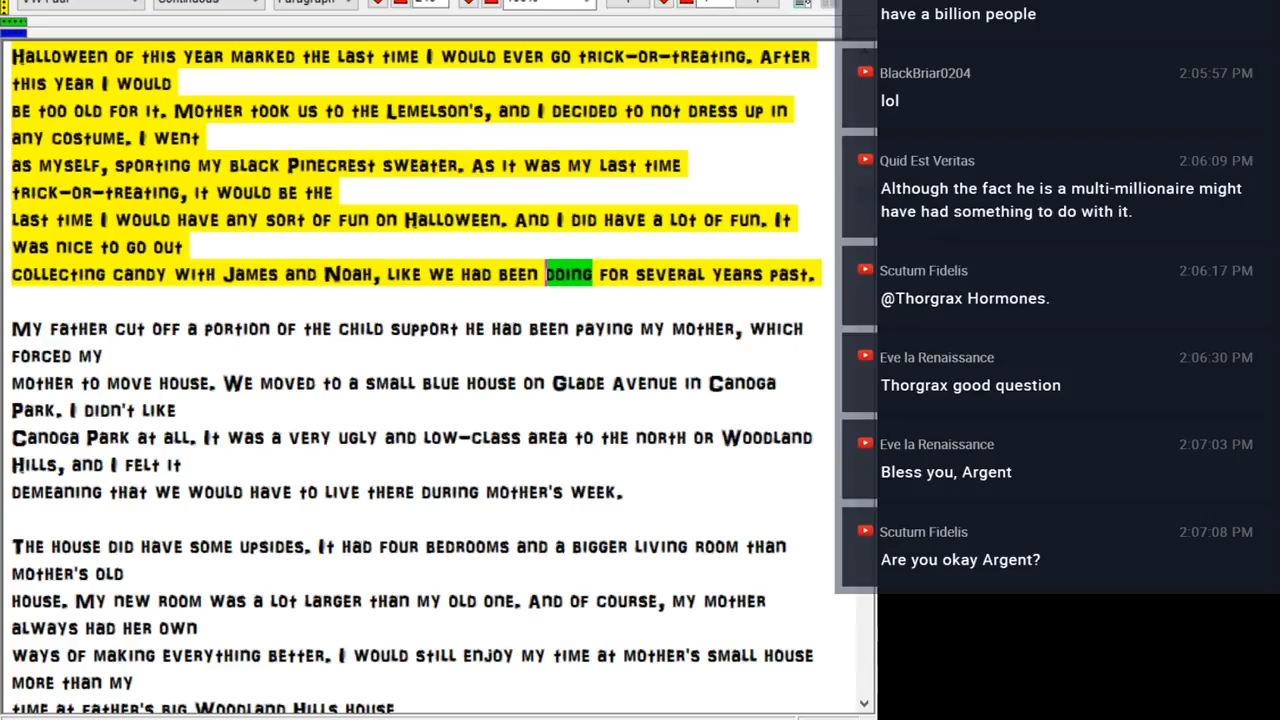 Halloween of this year marked the last time I would ever go trick-or-treating. After
this year I would
be too old for it. Mother took us to the Lemelson's, and I decided to not dress up in
any costume. I went
as myself, sporting my black Pinecrest sweater. As it was my last time
trick-or-treating, it would be the
last time I would have any sort of fun on Halloween. And I did have a lot of fun. It
was nice to go out
collecting candy with James and Noah, like we had been doing for several years past.
My father cut off a portion of the child support he had been paying my mother, which
forced my
mother to move house. We moved to a small blue house on Glade Avenue in Canoga
Park. I didn't like
Canoga Park at all. It was a very ugly and low-class area to the north or Woodland
Hills, and I felt it
demeaning that we would have to live there during mother's week.
The house did have some upsides. It had four bedrooms and a bigger living room than
mother's old
house. My new room was a lot larger than my old one. And of course, my mother
always had her own
ways of making everything better. I would still enjoy my time at mother's small house
more than my
time at father's big Woodland Hills house
have a billion people
BlackBriar0204 2:05:57 PM
lol
Quid Est Veritas 2:06:09 PM
Although the fact he is a multi-millionaire might
have had something to do with it.
Scutum Fidelis 2:06:17 PM
@Thorgrax Hormones.
Eve la Renaissance 2:06:30 PM
Thorgrax good question
Eve la Renaissance 2:07:03 PM
Bless you, Argent
Scutum Fidelis 2:07:08 PM
Are you okay Argent?